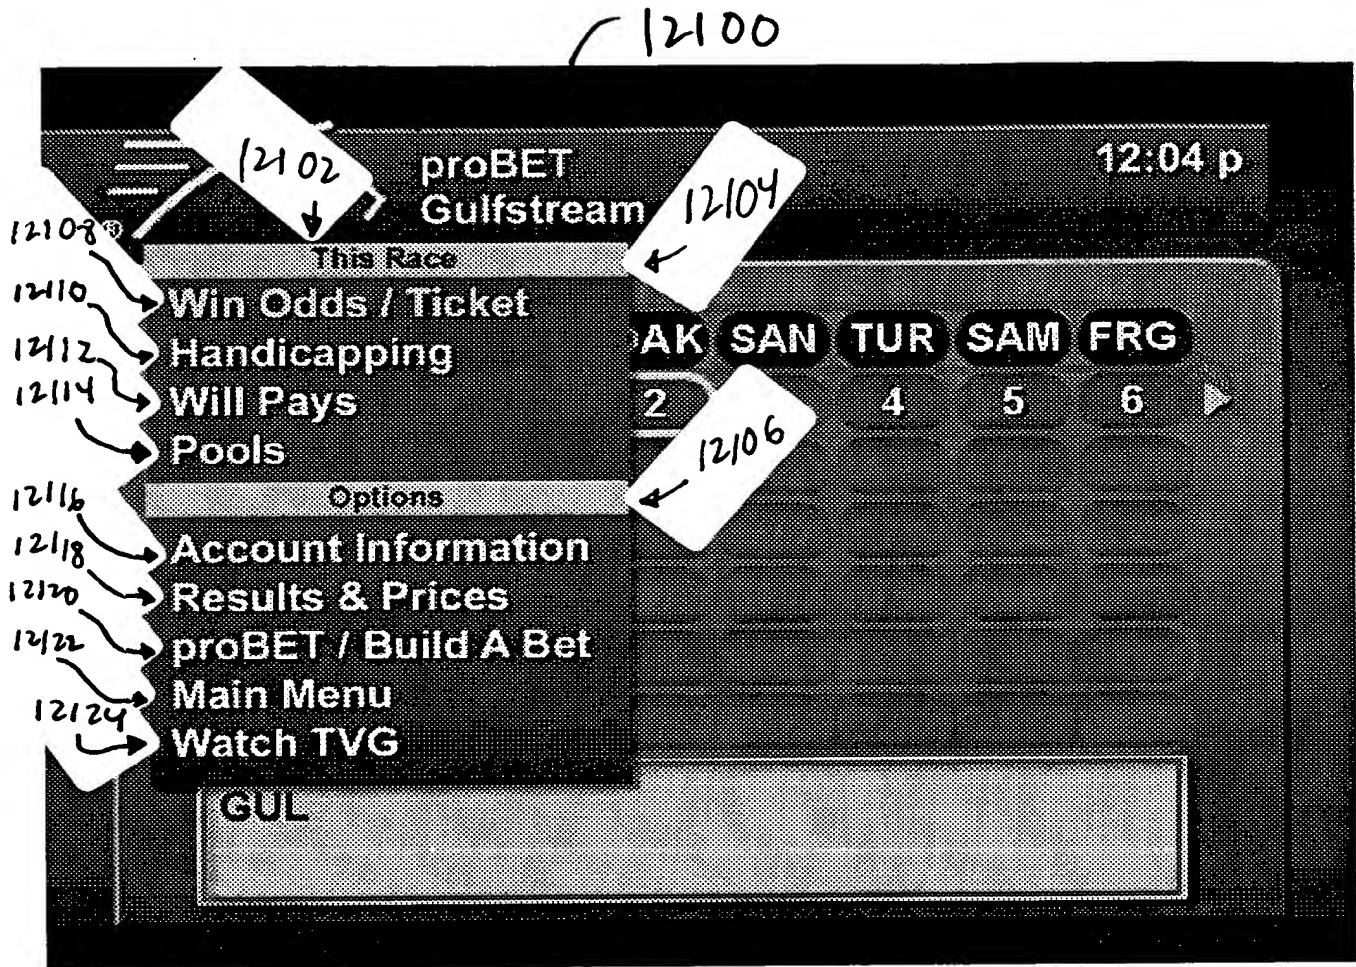 12100
12102
proBET
12:04 p
Gulfstream
12104
12108
®
This Race
12110
Win Odds / Ticket
12112
Handicapping
AK SAN TUR SAM FRG
12114
Will Pays
2 4 5 6
Pools
12106
Options
12116
Account Information
12118
Results & Prices
12120
proBET / Build A Bet
12122
Main Menu
12124
Watch TVG
GUL